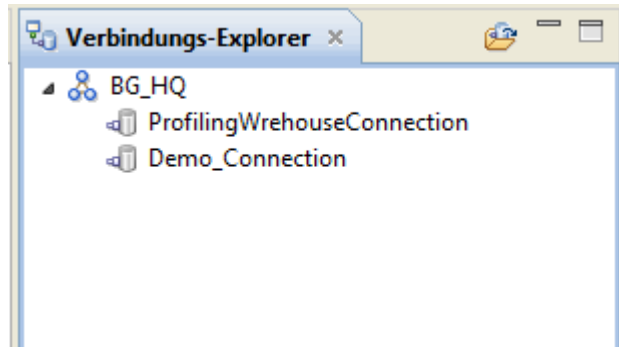 Verbindungs-Explorer
BG_HQ
ProfilingWrehouseConnection
Demo_Connection